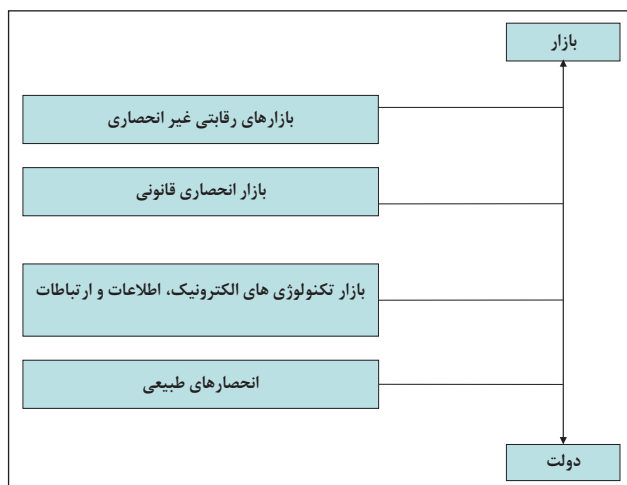 بازار
بازارهای رقابتی غیر انحصاری
بازار انحصاری قانونی
بازار تکنولوژی های الکترونیک، اطلاعات و ارتباطات
انحصارهای طبیعی
دولت